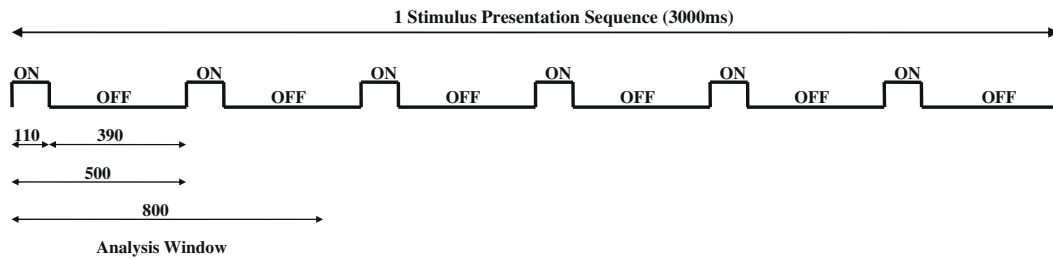 1 Stimulus Presentation Sequence (3000ms)
ON ON ON ON ON ON
OFF OFF OFF OFF OFF OFF
110 390
500
800
Analysis Window